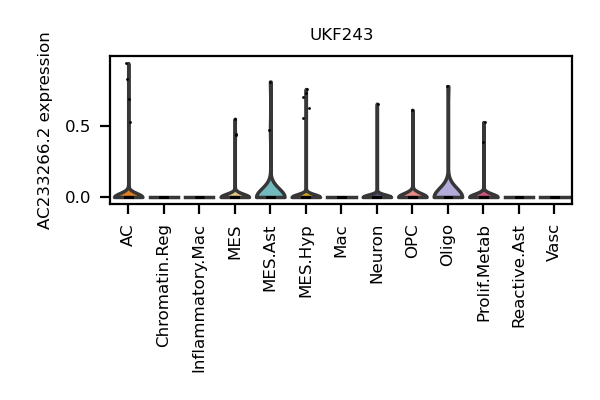 UKF243
AC233266.2 expression
0.5
0.0
AC
Chromatin.Reg
Inflammatory.Mac
MES
MES.Ast
MES.Hyp
Mac
Neuron
OPC
Oligo
Prolif.Metab
Reactive.Ast
Vasc